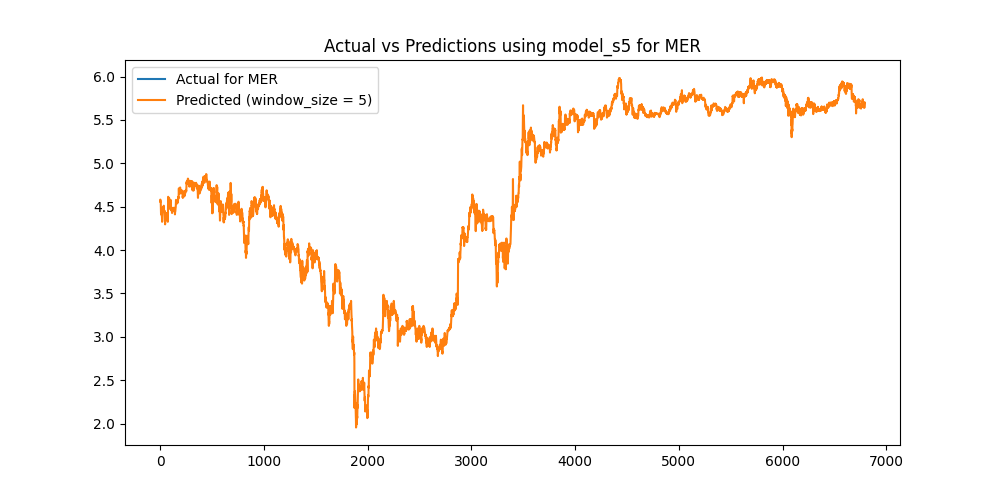 Actual vs Predictions using model_s5 for MER
Actual for MER
Predicted (window_size = 5)
6.0
5.5
5.0
4.5
4.0
3.5
3.0
2.5
2.0
0 1000 2000 3000 4000 5000 6000 7000